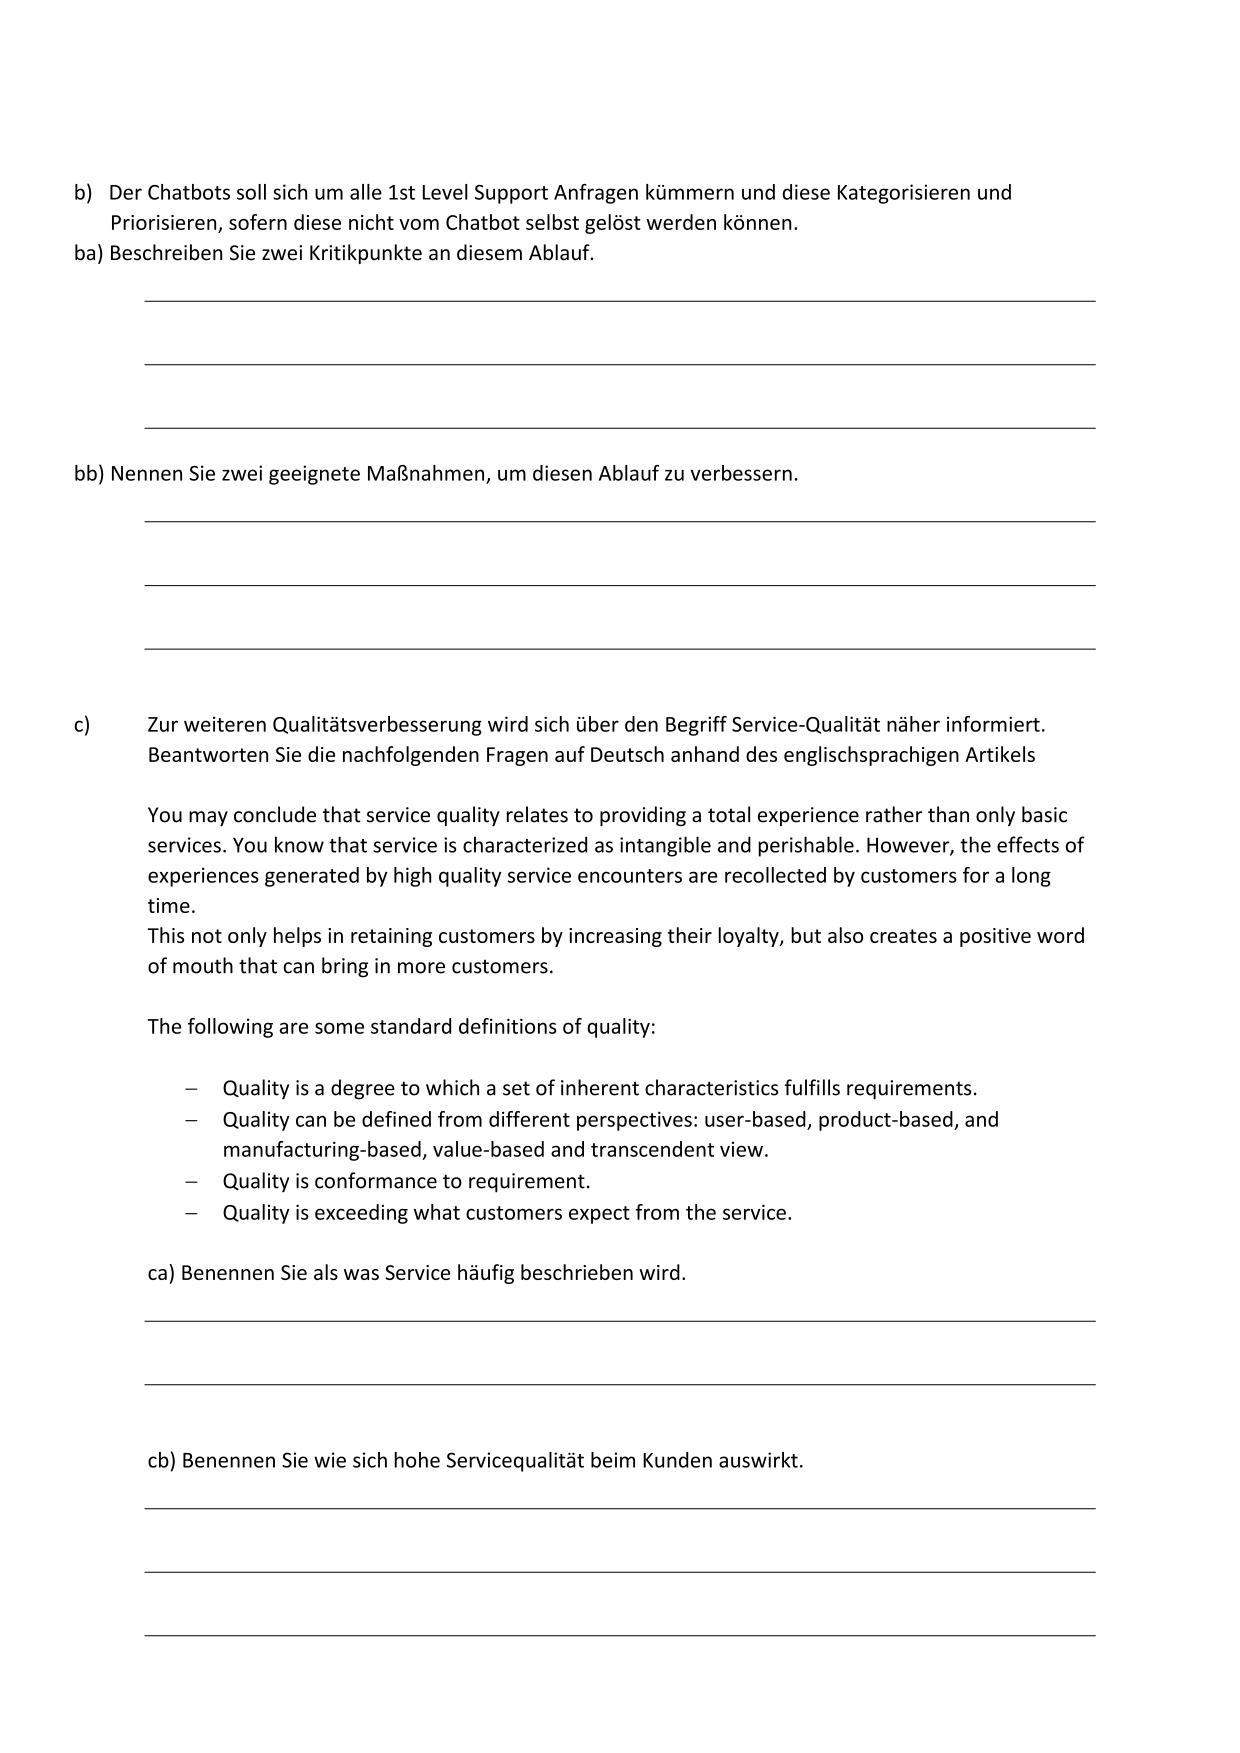 b) Der Chatbots soll sich um alle 1st Level Support Anfragen kümmern und diese Kategorisieren und
Priorisieren, sofern diese nicht vom Chatbot selbst gelöst werden können.
ba) Beschreiben Sie zwei Kritikpunkte an diesem Ablauf.
bb) Nennen Sie zwei geeignete Maßnahmen, um diesen Ablauf zu verbessern.
c) Zur weiteren Qualitätsverbesserung wird sich über den Begriff Service-Qualität näher informiert.
Beantworten Sie die nachfolgenden Fragen auf Deutsch anhand des englischsprachigen Artikels
You may conclude that service quality relates to providing a total experience rather than only basic
services. You know that service is characterized as intangible and perishable. However, the effects of
experiences generated by high quality service encounters are recollected by customers for a long
time.
This not only helps in retaining customers by increasing their loyalty, but also creates a positive word
of mouth that can bring in more customers.
The following are some standard definitions of quality:
– Quality is a degree to which a set of inherent characteristics fulfills requirements.
– Quality can be defined from different perspectives: user-based, product-based, and
manufacturing-based, value-based and transcendent view.
– Quality is conformance to requirement.
– Quality is exceeding what customers expect from the service.
ca) Benennen Sie als was Service häufig beschrieben wird.
cb) Benennen Sie wie sich hohe Servicequalität beim Kunden auswirkt.